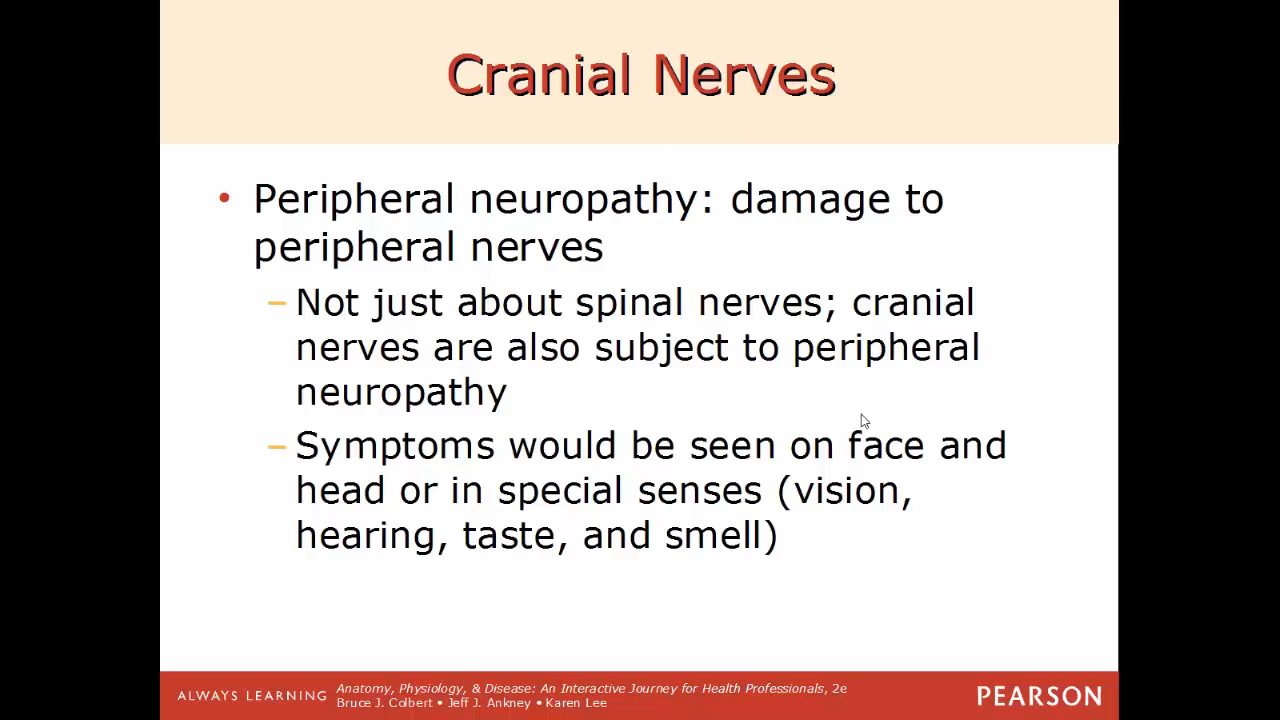 Cranial Nerves
• Peripheral neuropathy: damage to
peripheral nerves
– Not just about spinal nerves; cranial
nerves are also subject to peripheral
neuropathy
– Symptoms would be seen on face and
head or in special senses (vision,
hearing, taste, and smell)
ALWAYS LEARNING
Anatomy, Physiology, & Disease: An Interactive Journey for Health Professionals, 2e
Bruce J. Colbert • Jeff J. Ankney • Karen Lee
PEARSON